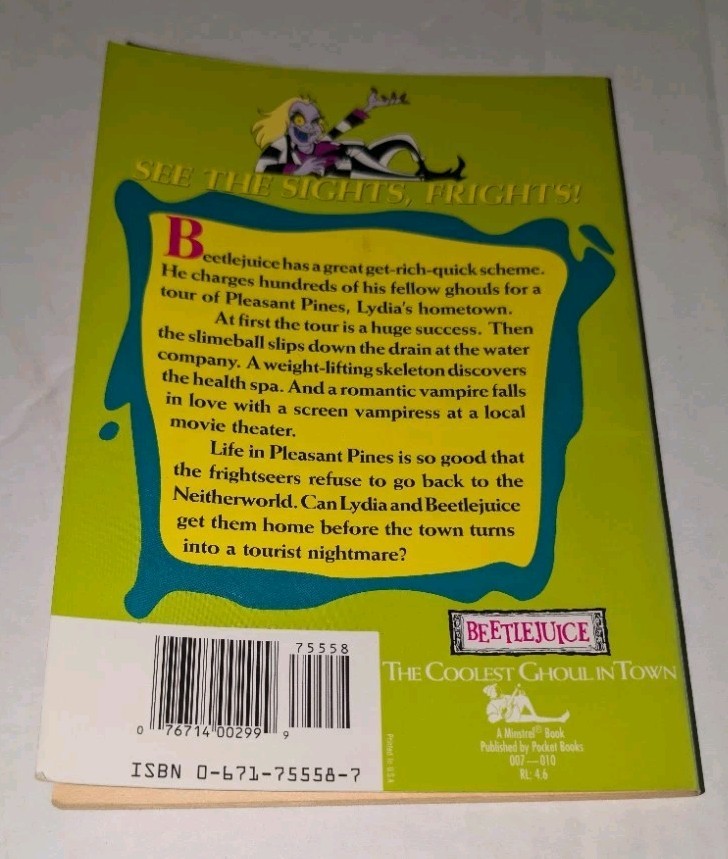 SEE THE SIGHTS, FRIGHTS!
Beetlejuice has a great get-rich-quick scheme.
He charges hundreds of his fellow ghouls for a
tour of Pleasant Pines, Lydia's hometown.
At first the tour is a huge success. Then
the slimeball slips down the drain at the water
company. A weight-lifting skeleton discovers
the health spa. And a romantic vampire falls
in love with a screen vampiress at a local
movie theater.
Life in Pleasant Pines is so good that
the frightseers refuse to go back to the
Neitherworld. Can Lydia and Beetlejuice
get them home before the town turns
into a tourist nightmare?
BEETLEJUICE
THE COOLEST GHOUL IN TOWN
A Minstrel® Book
Published by Pocket Books
007—010
RL: 4.6
Printed in U.S.A.
75558
0 76714 00299 9
ISBN 0-671-75558-7